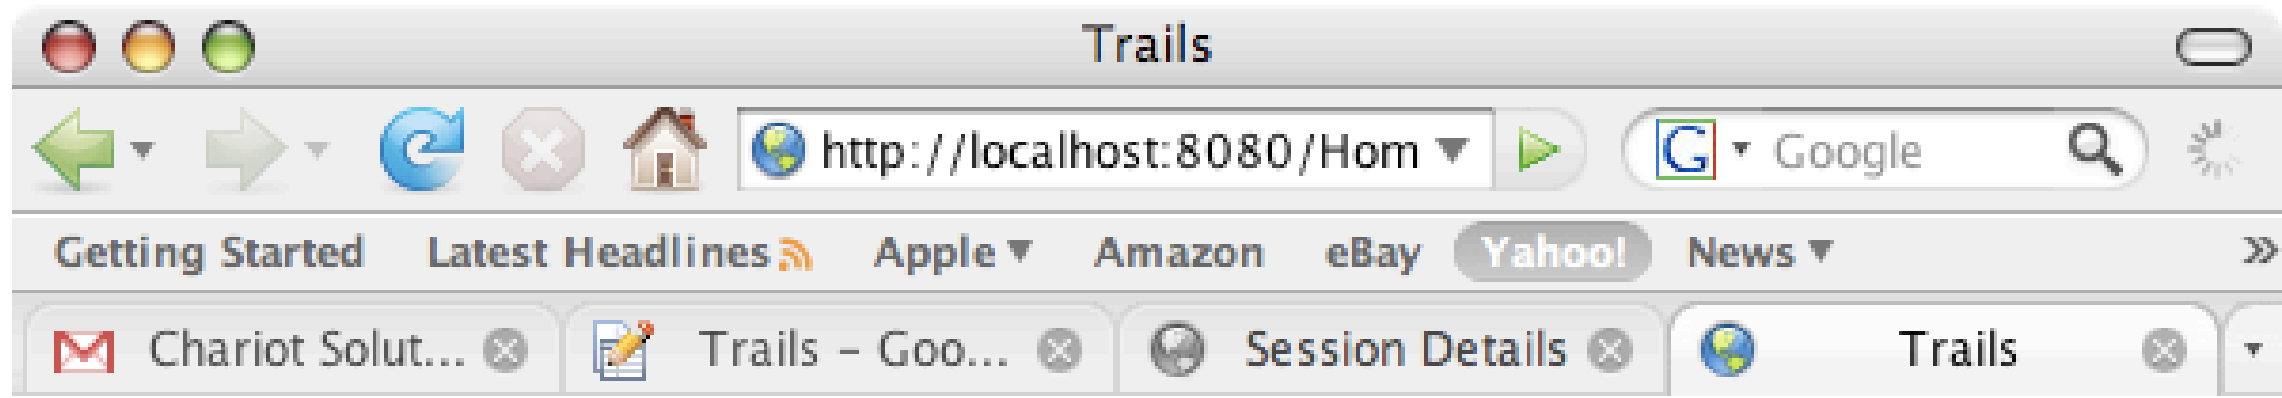 Trails
http://localhost:8080/Hom G Google
Getting Started Latest Headlines Apple Amazon eBay Yahoo! News »
Chariot Solut... Trails – Goo... Session Details Trails